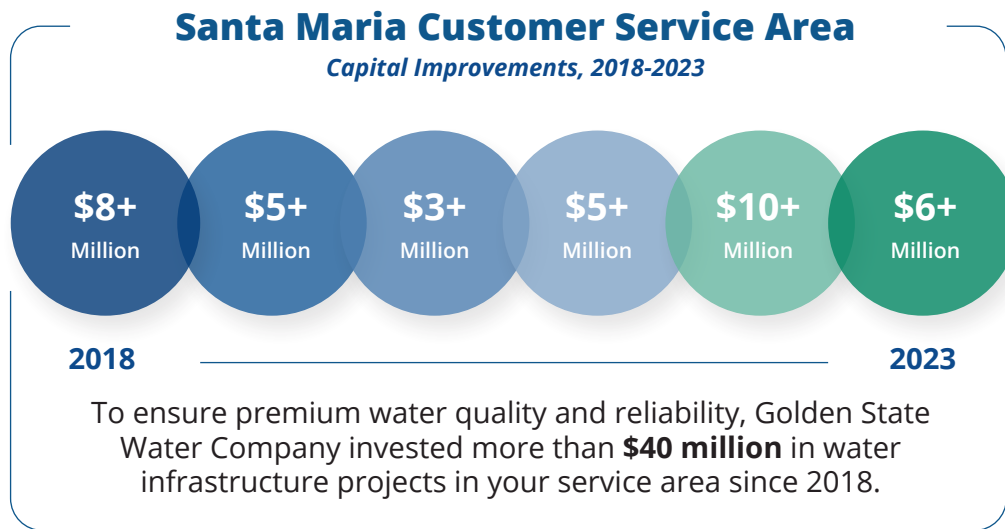 Santa Maria Customer Service Area
Capital Improvements, 2018-2023
$8+ $5+ $3+ $5+ $10+ $6+
Million Million Million Million Million Million
2018 2023
To ensure premium water quality and reliability, Golden State
Water Company invested more than $40 million in water
infrastructure projects in your service area since 2018.